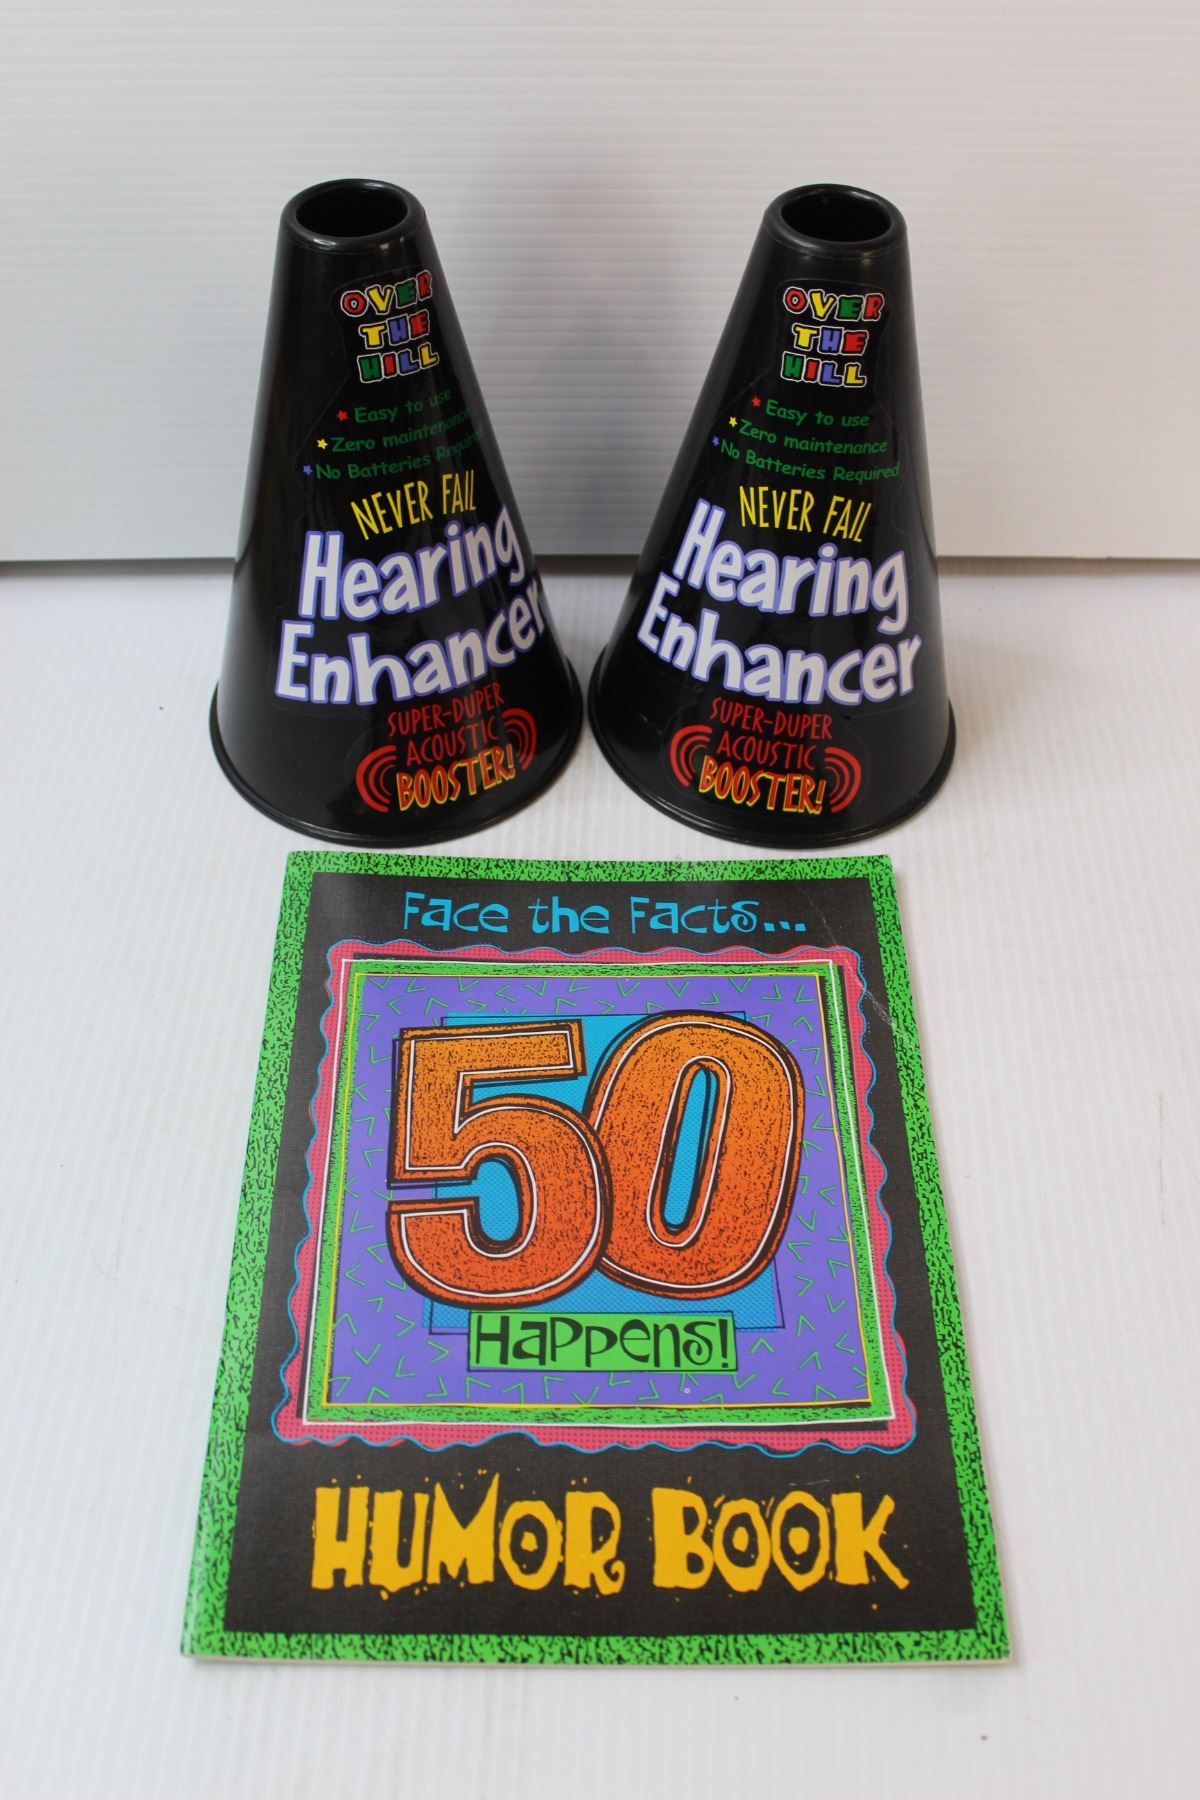 OVER
THE
HILL
Easy to use
Zero maintenance
No Batteries Required
NEVER FAIL
Hearing
Enhancer
SUPER-DUPER
ACOUSTIC
BOOSTER!
OVER
THE
HILL
Easy to use
Zero maintenance
No Batteries Required
NEVER FAIL
Hearing
Enhancer
SUPER-DUPER
ACOUSTIC
BOOSTER!
Face the Facts...
50
Happens!
HUMOR BOOK